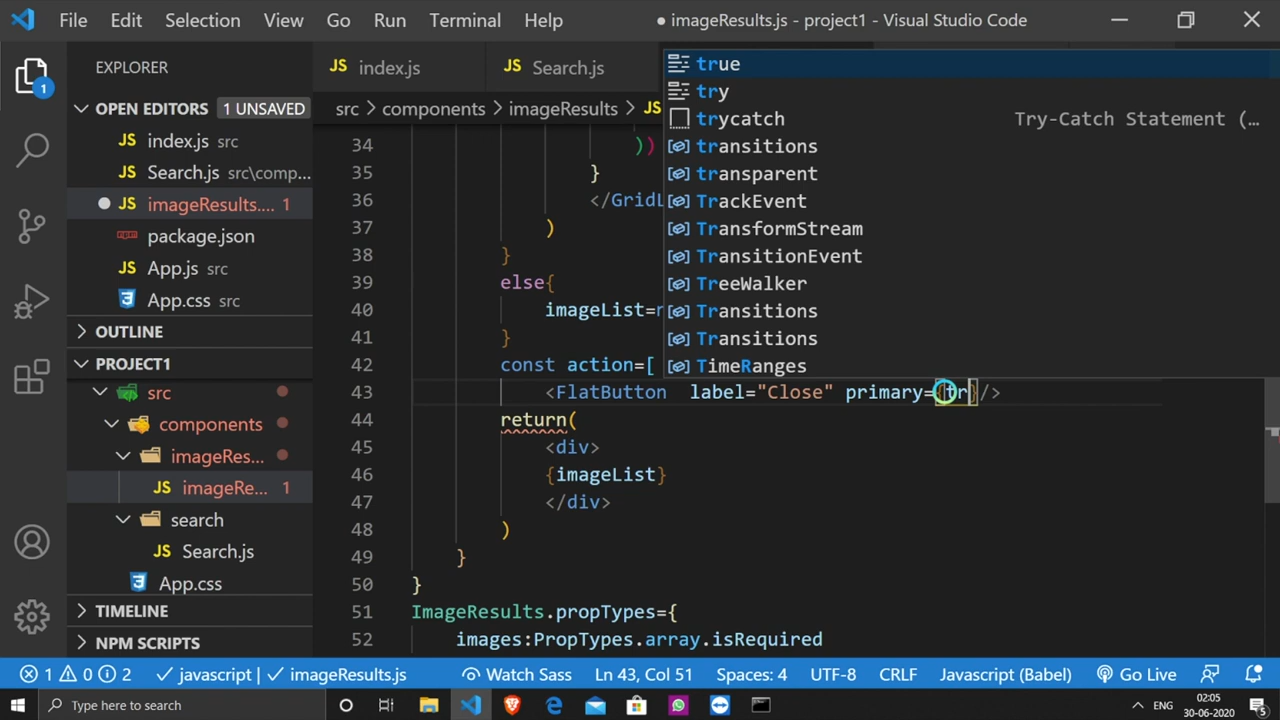 File Edit Selection View Go Run Terminal Help ● imageResults.js - project1 - Visual Studio Code
EXPLORER
JS index.js JS Search.js
OPEN EDITORS 1 UNSAVED
src > components > imageResults > JS
JS index.js src
JS Search.js src\comp...
● JS imageResults.... 1
package.json
JS App.js src
App.css src
OUTLINE
PROJECT1
src
components
imageRes...
JS imageRe... 1
search
JS Search.js
App.css
TIMELINE
NPM SCRIPTS
1
true
try
trycatch Try-Catch Statement (…
transitions
transparent
TrackEvent
TransformStream
TransitionEvent
TreeWalker
Transitions
Transitions
TimeRanges
34 ))
35 }
36 </GridL
37 )
38 }
39 else{
40 imageList=n
41 }
42 const action=[
43 <FlatButton label="Close" primary={tr}/>
44 return(
45 <div>
46 {imageList}
47 </div>
48 )
49 }
50 }
51 ImageResults.propTypes={
52 images:PropTypes.array.isRequired
1 0 2 javascript | imageResults.js Watch Sass Ln 43, Col 51 Spaces: 4 UTF-8 CRLF Javascript (Babel) Go Live
Type here to search ENG 02:05
30-06-2020 5